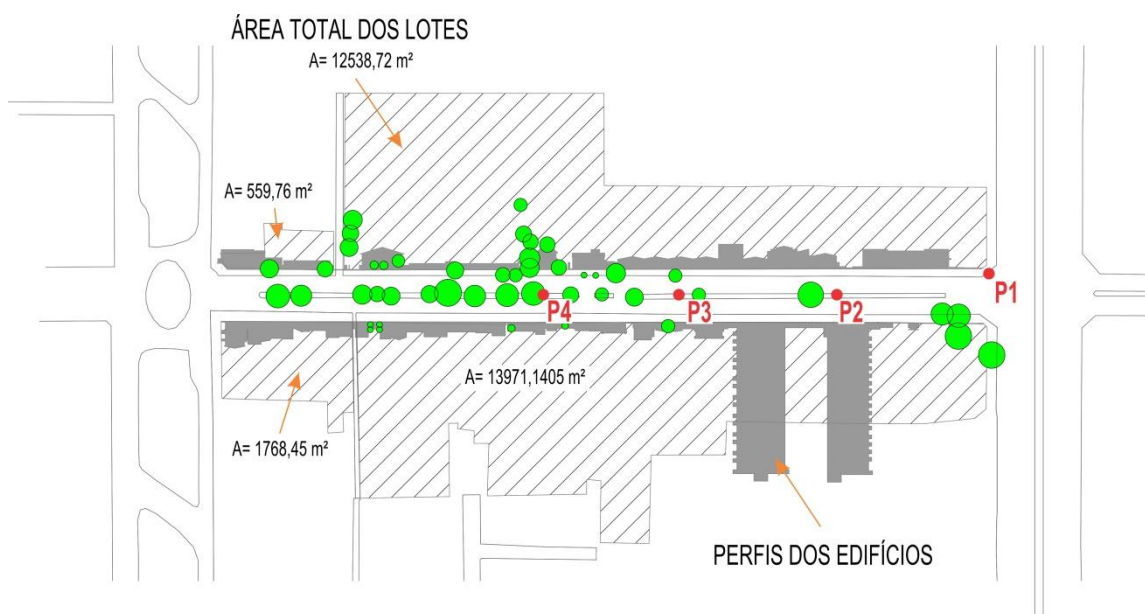 ÁREA TOTAL DOS LOTES
A= 12538,72 m²
A= 559,76 m²
P1
P4
P3
P2
A= 13971,1405 m²
A= 1768,45 m²
PERFIS DOS EDIFÍCIOS